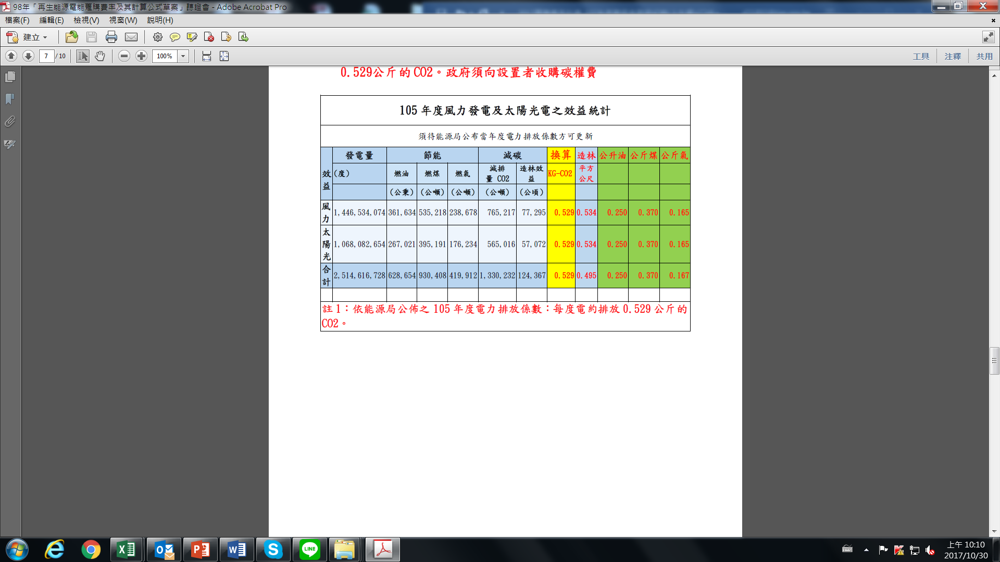 98年「再生能源電能躉購費率及其計算公式草案」聽證會 - Adobe Acrobat Pro
檔案(F) 編輯(E) 檢視(V) 視窗(W) 說明(H)
建立
7 / 10 100% 工具 注釋 共用
0.529公斤的CO2。政府須向設置者收購碳權費
105 年度風力發電及太陽光電之效益統計
須待能源局公布當年度電力排放係數方可更新
效益 發電量 節能 減碳 換算 造林 公升油 公斤煤 公斤氣
(度) 燃油 燃煤 燃氣 減排量 CO2 造林效益 KG-CO2 平方公尺
(公秉) (公噸) (公噸) (公噸) (公頃)
風力 1,446,534,074 361,634 535,218 238,678 765,217 77,295 0.529 0.534 0.250 0.370 0.165
太陽光 1,068,082,654 267,021 395,191 176,234 565,016 57,072 0.529 0.534 0.250 0.370 0.165
合計 2,514,616,728 628,654 930,408 419,912 1,330,232 124,367 0.529 0.495 0.250 0.370 0.167
註 1：依能源局公佈之 105 年度電力排放係數：每度電約排放 0.529 公斤的
CO2。
LINE
上午 10:10
2017/10/30